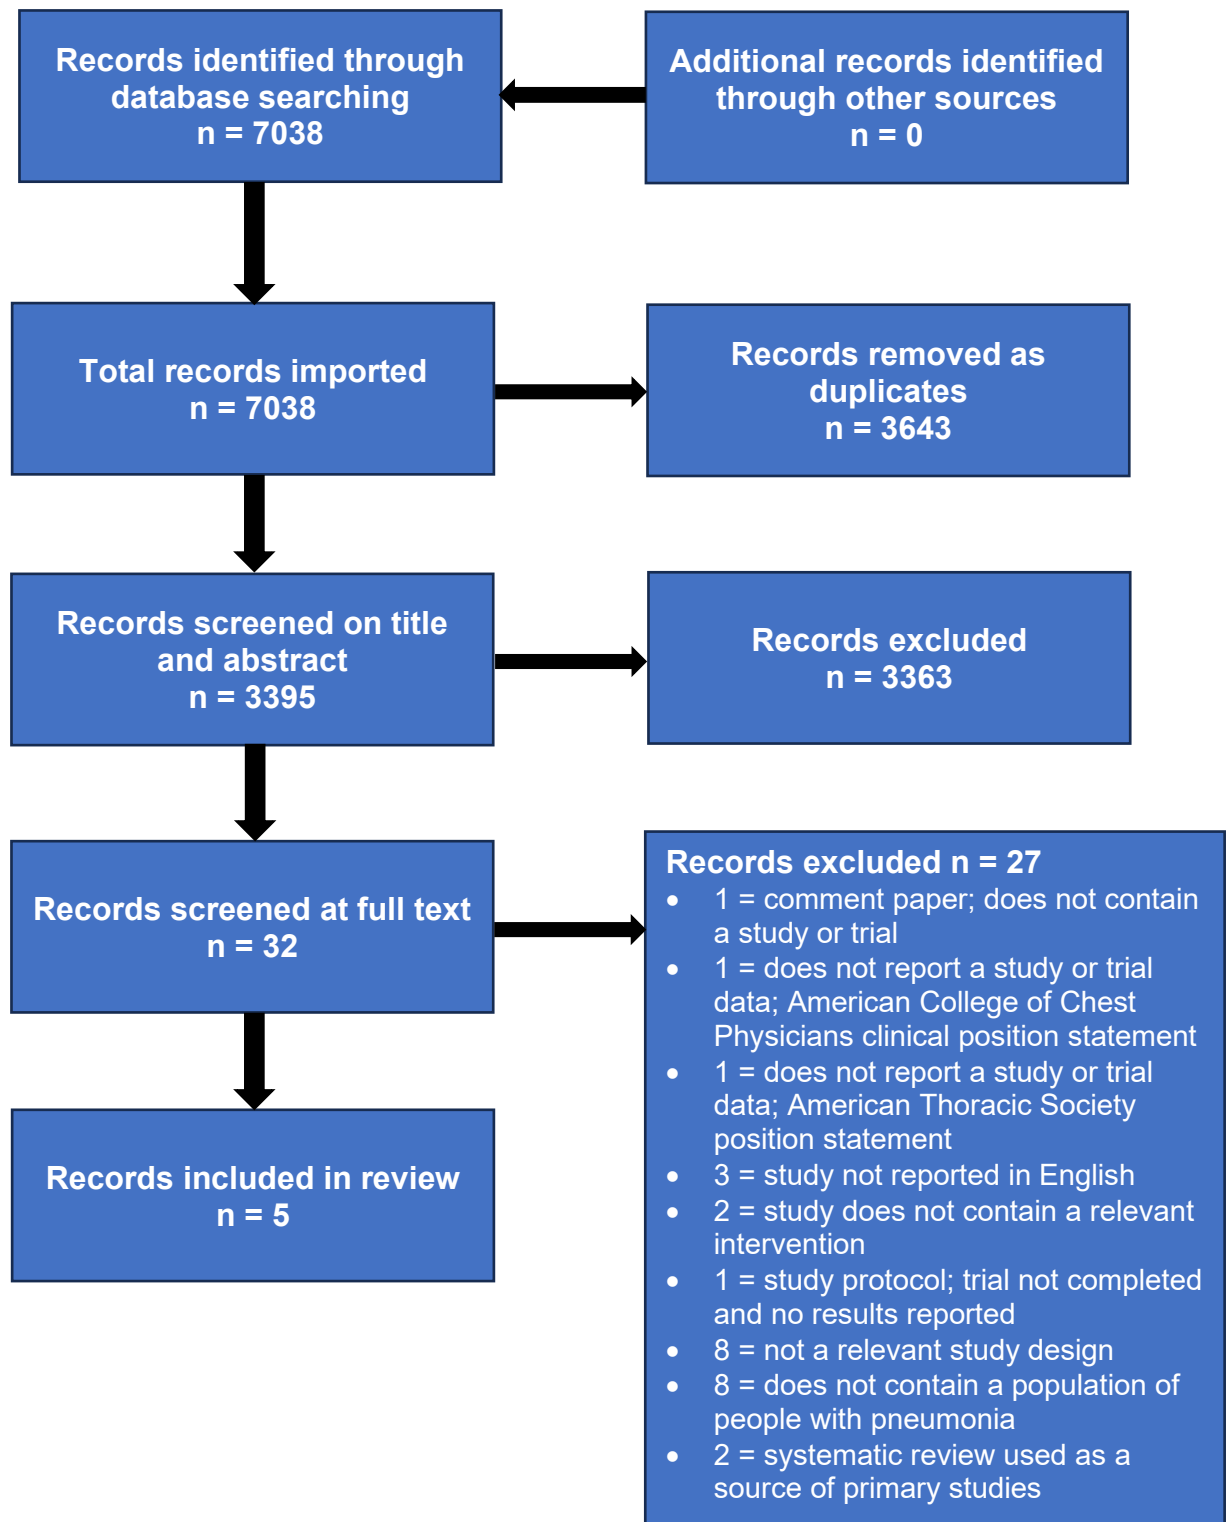 Records identified through
database searching
n = 7038
Additional records identified
through other sources
n = 0
Total records imported
n = 7038
Records removed as
duplicates
n = 3643
Records screened on title
and abstract
n = 3395
Records excluded
n = 3363
Records screened at full text
n = 32
Records excluded n = 27
• 1 = comment paper; does not contain
a study or trial
• 1 = does not report a study or trial
data; American College of Chest
Physicians clinical position statement
• 1 = does not report a study or trial
data; American Thoracic Society
position statement
• 3 = study not reported in English
• 2 = study does not contain a relevant
intervention
• 1 = study protocol; trial not completed
and no results reported
• 8 = not a relevant study design
• 8 = does not contain a population of
people with pneumonia
• 2 = systematic review used as a
source of primary studies
Records included in review
n = 5